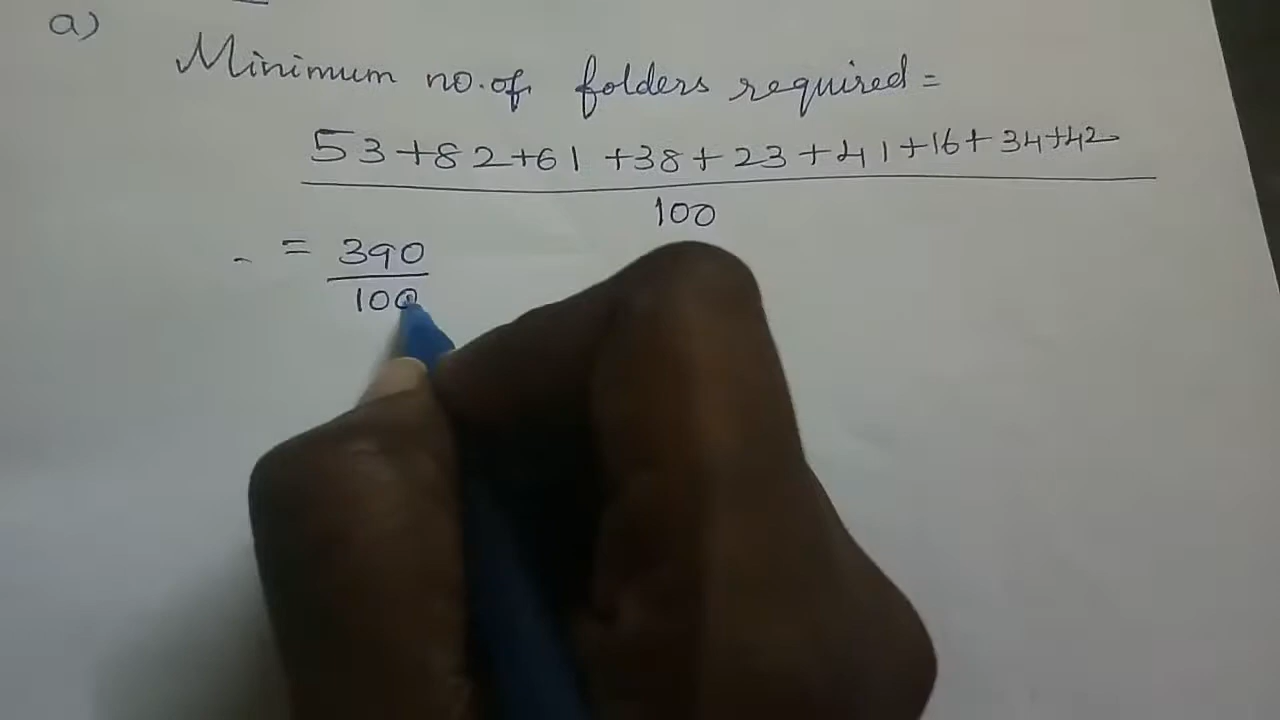 a)
Minimum no. of folders required =
53+82+61+38+23+41+16+34+42
100
= 390
100